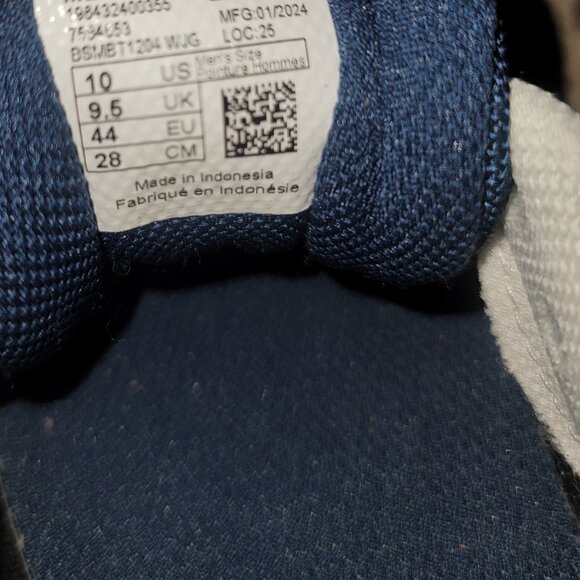 198432400355
7594653
MFG:01/2024
BSMBT1204 WJG
LOC:25
10 US Men's Size
9.5 UK Pointure Hommes
44 EU
28 CM
Made in Indonesia
Fabriqué en Indonésie